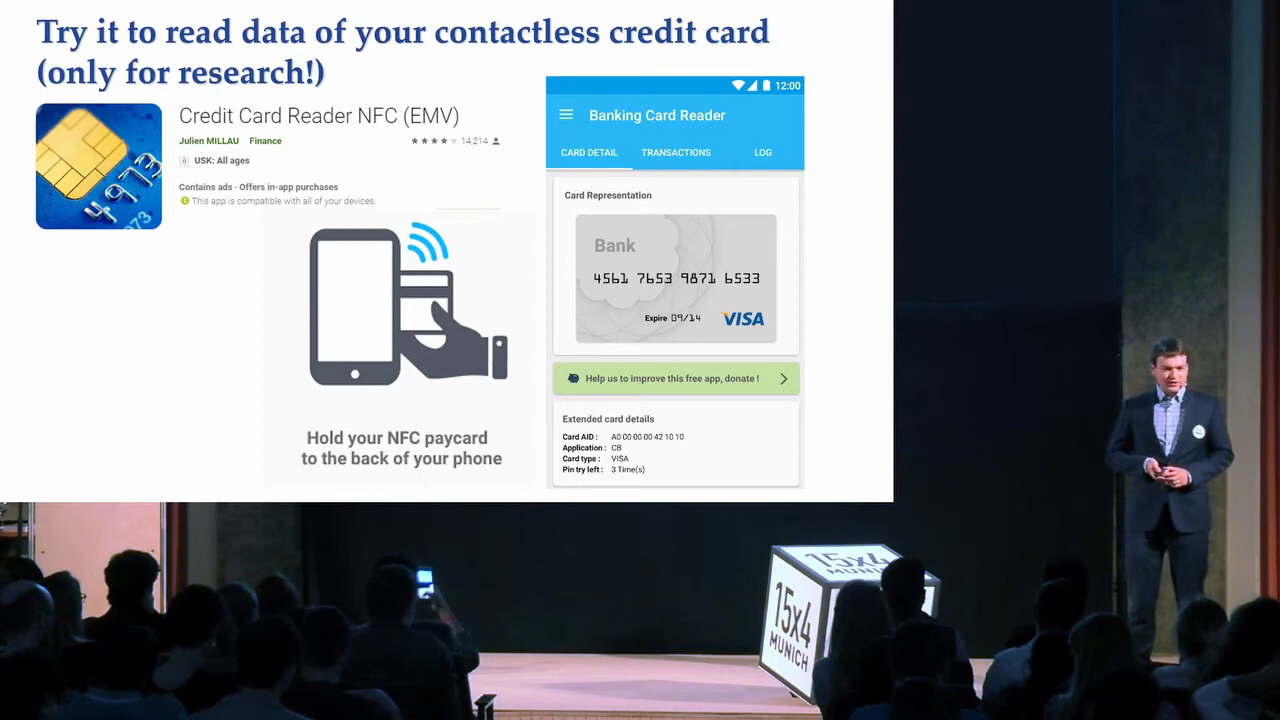 Try it to read data of your contactless credit card
(only for research!)
Credit Card Reader NFC (EMV)
Julien MILLAU Finance
14,214
0 USK: All ages
Contains ads · Offers in-app purchases
This app is compatible with all of your devices.
4973
973
Hold your NFC paycard
to the back of your phone
12:00
Banking Card Reader
CARD DETAIL TRANSACTIONS LOG
Card Representation
Bank
4561 7653 9871 6533
Expire 09/14 VISA
Help us to improve this free app, donate !
Extended card details
Card AID : A0 00 00 00 42 10 10
Application : CB
Card type : VISA
Pin try left : 3 Time(s)
15x4
MUNICH
15x4
MUNICH